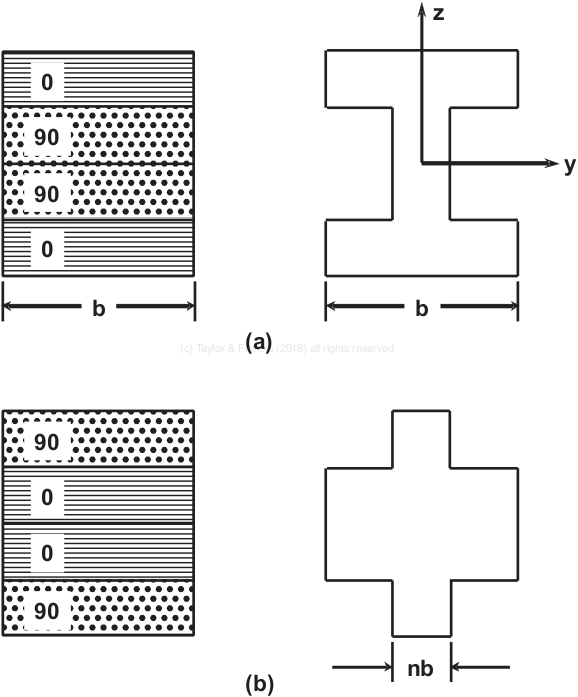 z
0
90
90
0
y
b
b
(a)
(c) Taylor & Francis (2018) all rights reserved.
90
0
0
90
nb
(b)